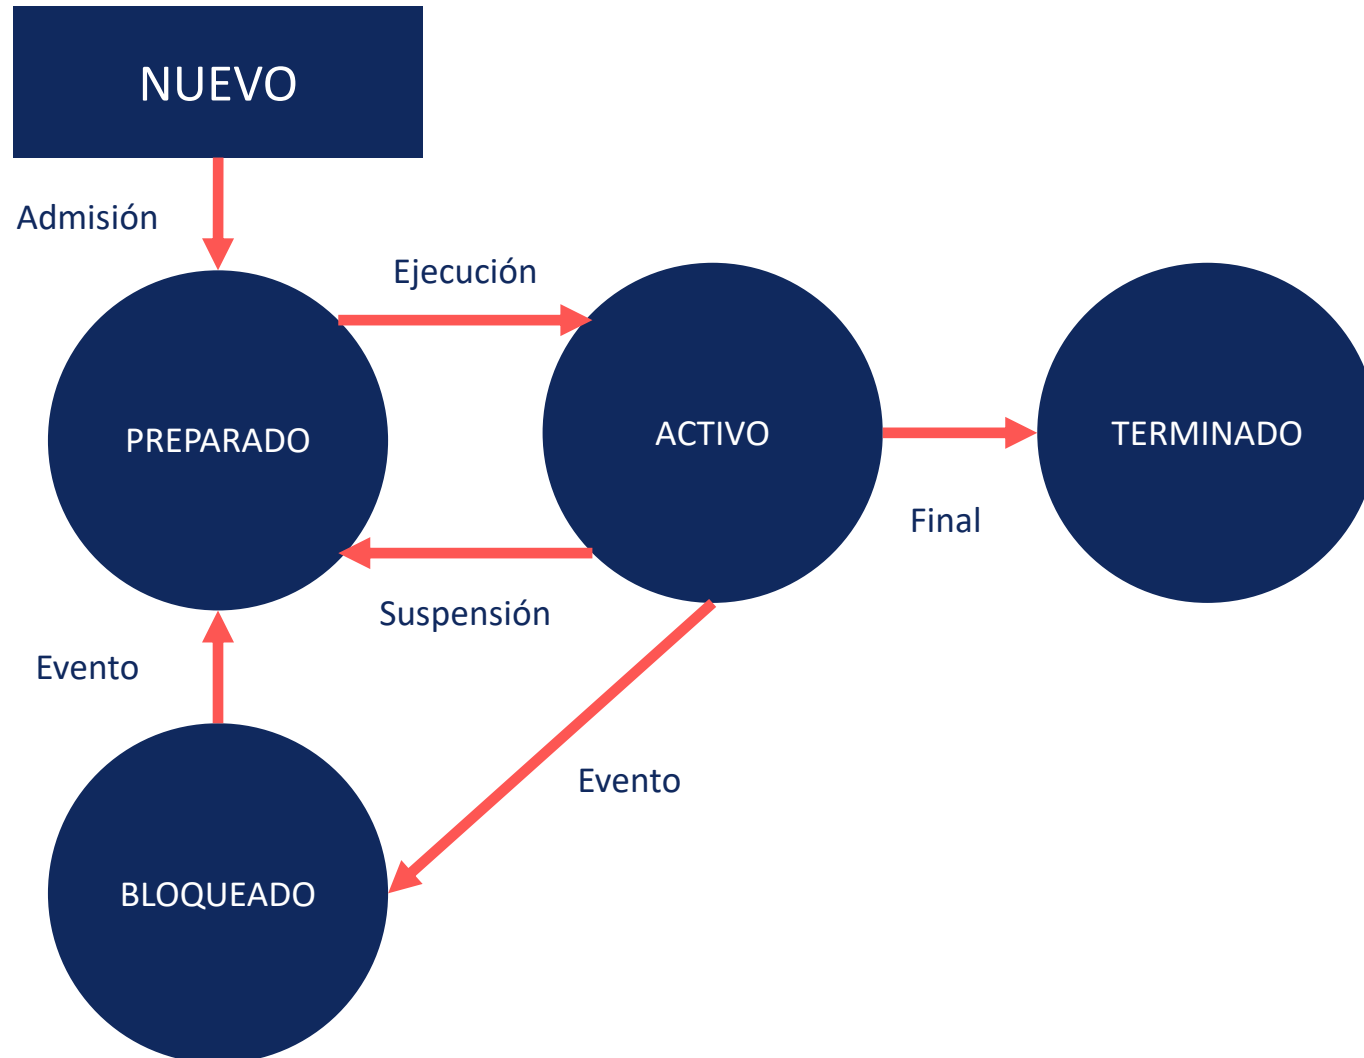 NUEVO
Admisión
Ejecución
PREPARADO
ACTIVO
TERMINADO
Final
Suspensión
Evento
Evento
BLOQUEADO